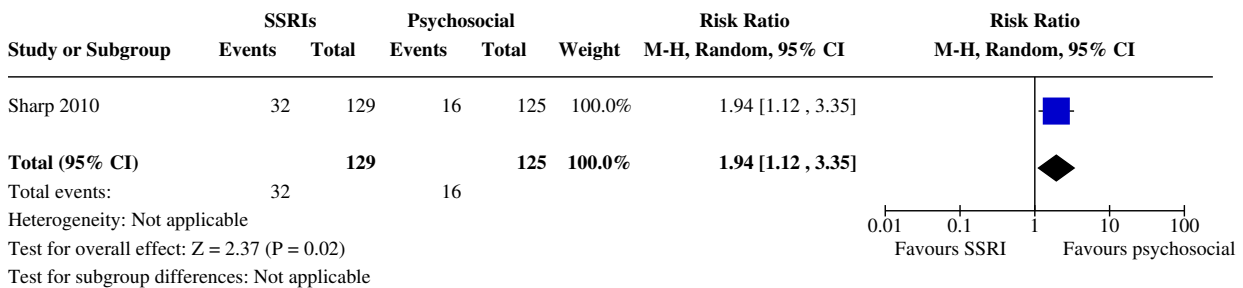 SSRIs Psychosocial Risk Ratio Risk Ratio
Study or Subgroup Events Total Events Total Weight M-H, Random, 95% CI M-H, Random, 95% CI
Sharp 2010 32 129 16 125 100.0% 1.94 [1.12 , 3.35]
Total (95% CI) 129 125 100.0% 1.94 [1.12 , 3.35]
Total events: 32 16
Heterogeneity: Not applicable
Test for overall effect: Z = 2.37 (P = 0.02)
Test for subgroup differences: Not applicable
0.01 0.1 1 10 100
Favours SSRI Favours psychosocial